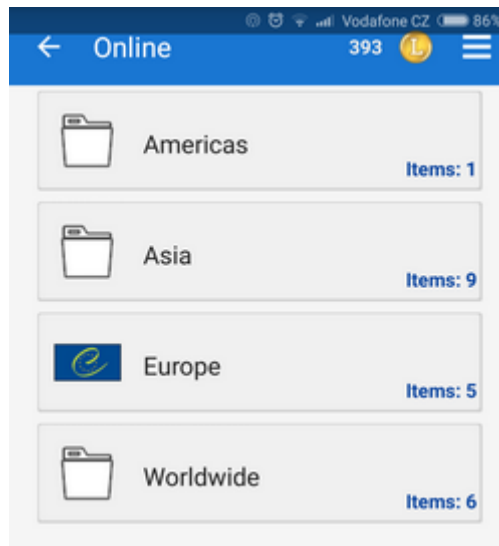 Vodafone CZ 86%
Online 393 L
Americas
Items: 1
Asia
Items: 9
Europe
Items: 5
Worldwide
Items: 6